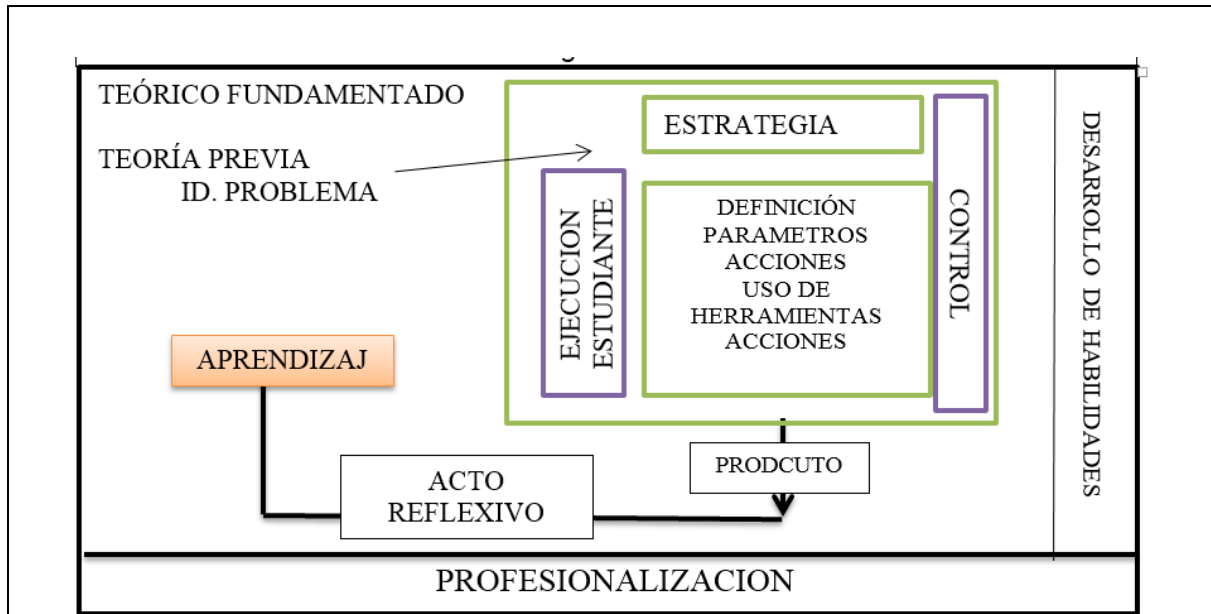 TEÓRICO FUNDAMENTADO
TEORÍA PREVIA
ID. PROBLEMA
ESTRATEGIA
EJECUCION
ESTUDIANTE
DEFINICIÓN
PARAMETROS
ACCIONES
USO DE
HERRAMIENTAS
ACCIONES
CONTROL
DESARROLLO DE HABILIDADES
APRENDIZAJ
ACTO
REFLEXIVO
PRODCUTO
PROFESIONALIZACION